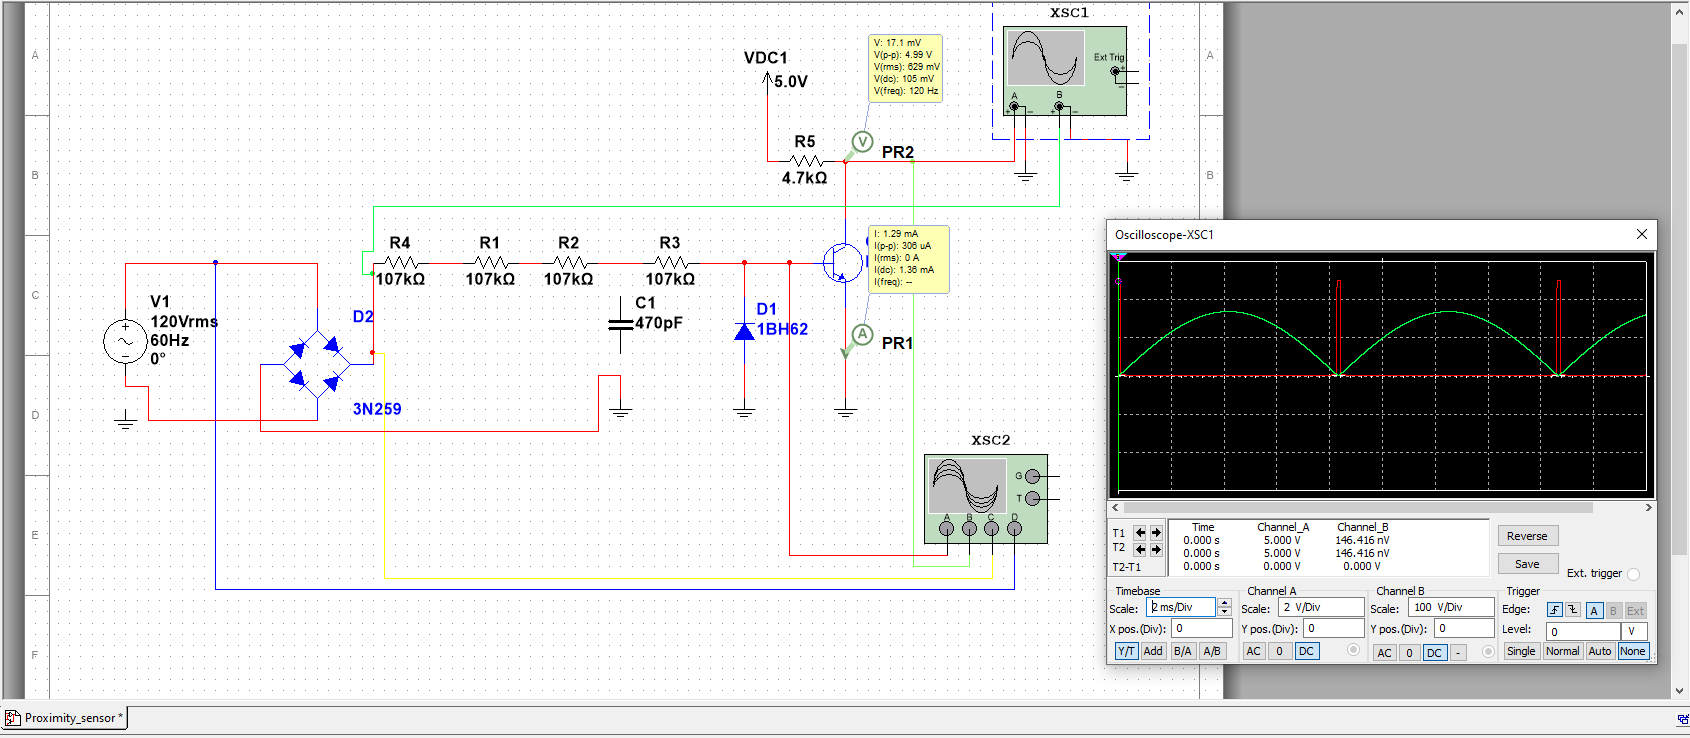 XSC1
Ext Trig
+
-
A
B
VDC1
5.0V
V: 17.1 mV
V(p-p): 4.99 V
V(rms): 629 mV
V(dc): 105 mV
V(freq): 120 Hz
V
PR2
R5
4.7kΩ
A
B
C
D
E
F
A
B
R4
107kΩ
R1
107kΩ
R2
107kΩ
R3
107kΩ
I: 1.29 mA
I(p-p): 306 uA
I(rms): 0 A
I(dc): 1.36 mA
I(freq): --
A
PR1
V1
120Vrms
60Hz
0°
D2
3N259
C1
470pF
D1
1BH62
XSC2
G
T
A B C D
Oscilloscope-XSC1
T1
T2
T2-T1
Time Channel_A Channel_B
0.000 s 5.000 V 146.416 nV
0.000 s 5.000 V 146.416 nV
0.000 s 0.000 V 0.000 V
Reverse
Save
Ext. trigger
Timebase
Scale: 2 ms/Div
X pos.(Div): 0
Y/T Add B/A A/B
Channel A
Scale: 2 V/Div
Y pos.(Div): 0
AC 0 DC
Channel B
Scale: 100 V/Div
Y pos.(Div): 0
AC 0 DC -
Trigger
Edge: A B Ext
Level: 0 V
Single Normal Auto None
Proximity_sensor *